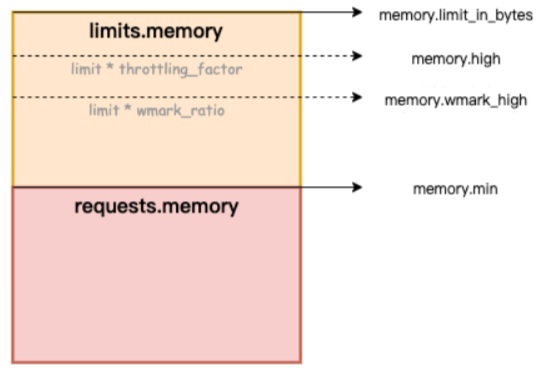 memory.limit_in_bytes
limits.memory
memory.high
limit * throttling_factor
memory.wmark_high
limit * wmark_ratio
memory.min
requests.memory